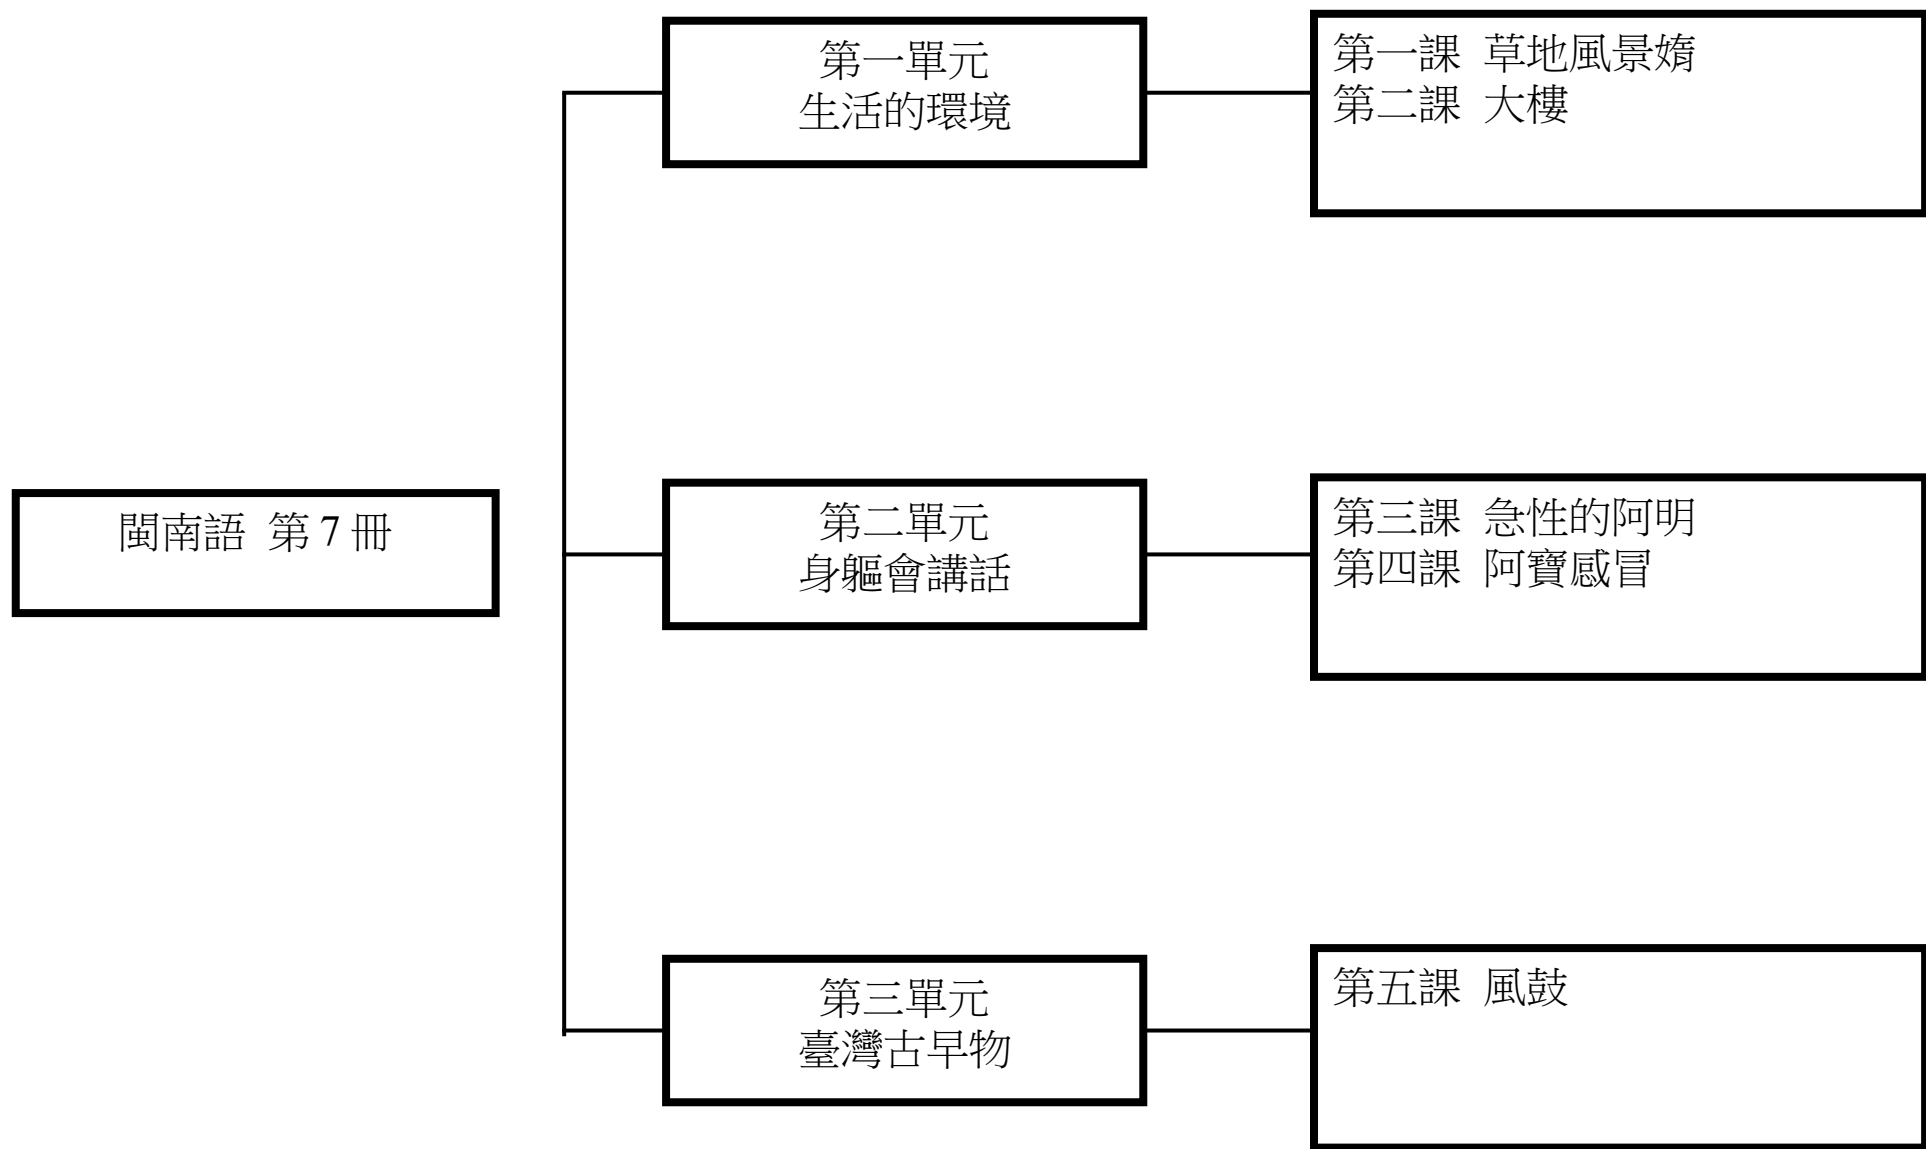 第一單元
生活的環境
第一課 草地風景媠
第二課 大樓
閩南語 第 7 冊
第二單元
身軀會講話
第三課 急性的阿明
第四課 阿寶感冒
第三單元
臺灣古早物
第五課 風鼓